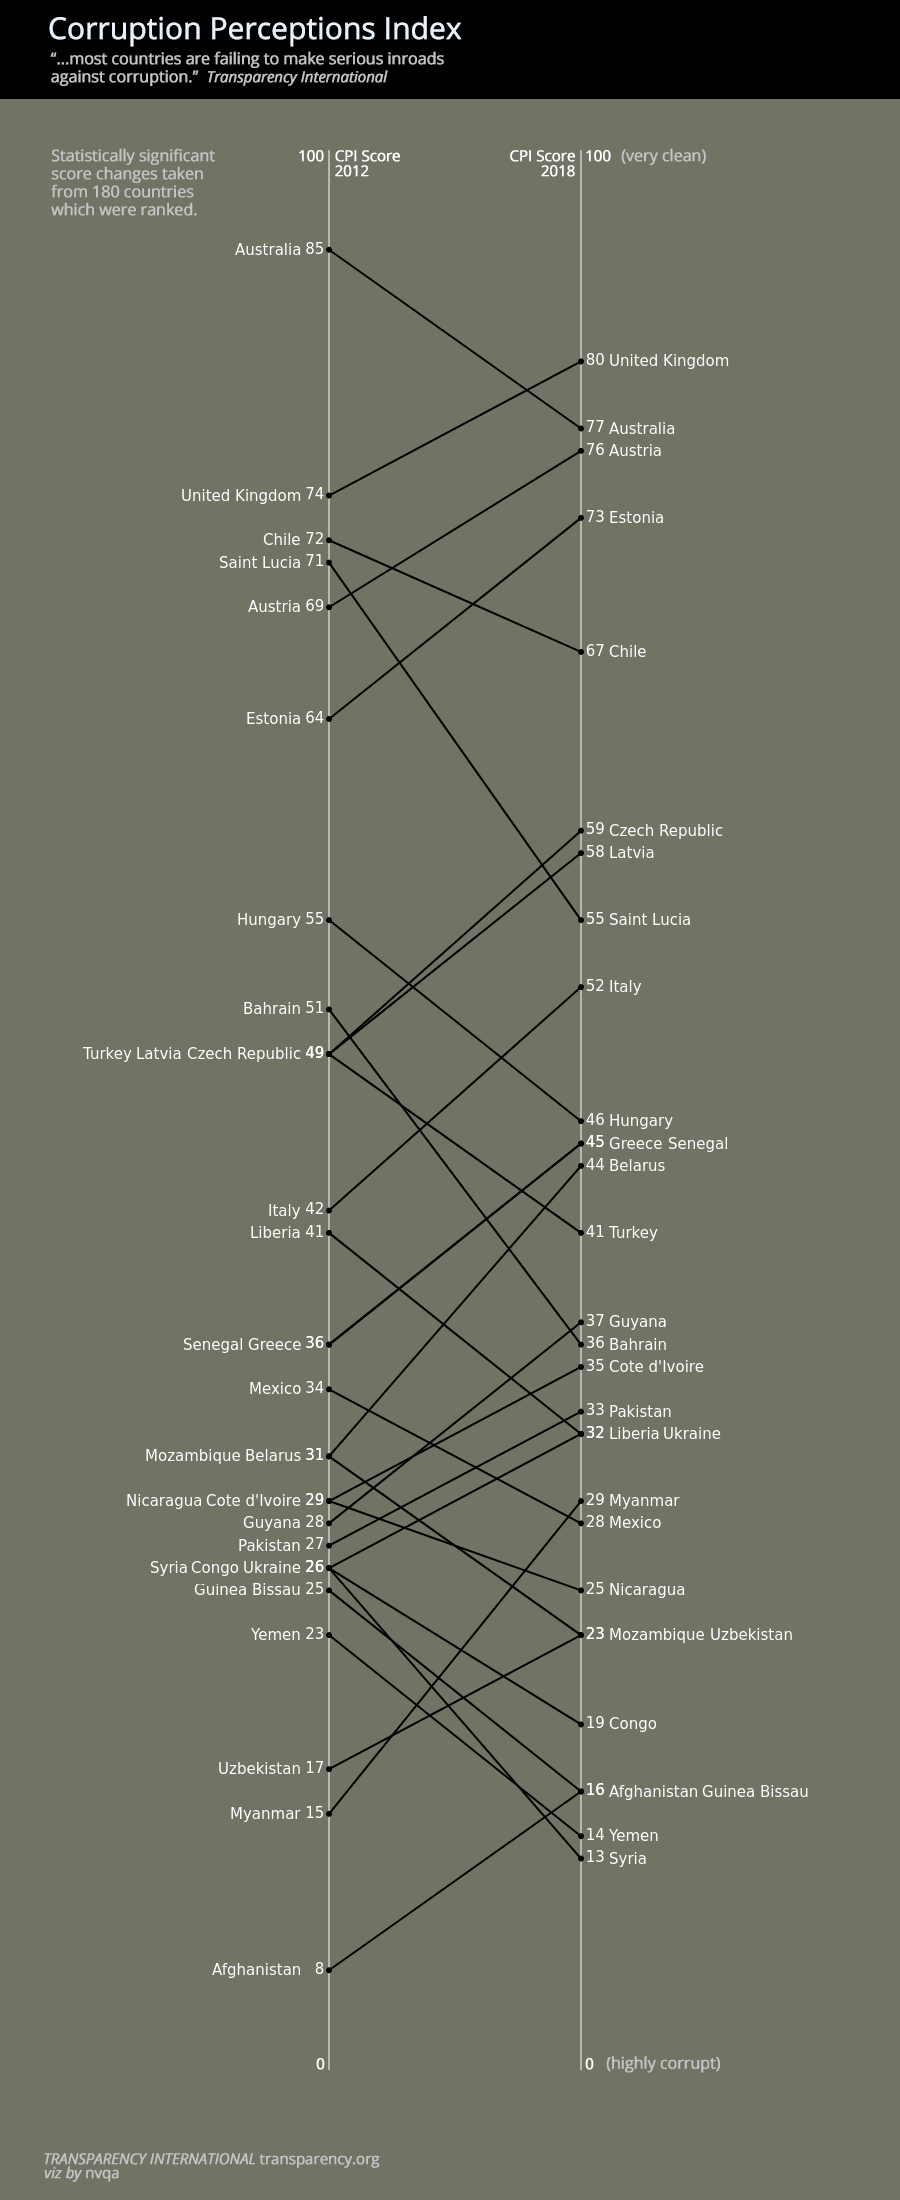 Corruption Perceptions Index
“...most countries are failing to make serious inroads
against corruption.” Transparency International
Statistically significant
score changes taken
from 180 countries
which were ranked.
100 CPI Score
2012
CPI Score 100 (very clean)
2018
Australia 85
80 United Kingdom
77 Australia
76 Austria
United Kingdom 74
73 Estonia
Chile 72
Saint Lucia 71
Austria 69
67 Chile
Estonia 64
59 Czech Republic
58 Latvia
Hungary 55
55 Saint Lucia
52 Italy
Bahrain 51
Turkey Latvia Czech Republic 49
46 Hungary
45 Greece Senegal
44 Belarus
Italy 42
Liberia 41
41 Turkey
37 Guyana
Senegal Greece 36
36 Bahrain
35 Cote d'Ivoire
Mexico 34
33 Pakistan
32 Liberia Ukraine
Mozambique Belarus 31
Nicaragua Cote d'Ivoire 29
29 Myanmar
Guyana 28
28 Mexico
Pakistan 27
Syria Congo Ukraine 26
Guinea Bissau 25
25 Nicaragua
Yemen 23
23 Mozambique Uzbekistan
19 Congo
Uzbekistan 17
16 Afghanistan Guinea Bissau
Myanmar 15
14 Yemen
13 Syria
Afghanistan 8
0
0 (highly corrupt)
TRANSPARENCY INTERNATIONAL transparency.org
viz by nvqa